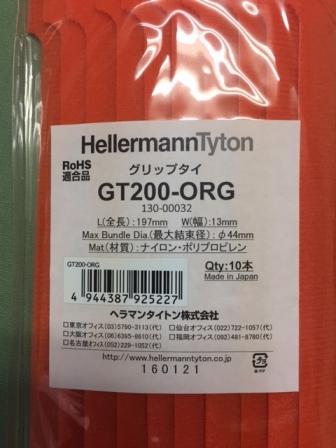 HellermannTyton
RoHS
適合品
グリップタイ
GT200-ORG
130-00032
L(全長):197mm W(幅):13mm
Max Bundle Dia.(最大結束径):φ44mm
Mat(材質):ナイロン・ポリプロピレン
GT200-ORG
Qty:10本
Made in Japan
4 944387 925227
ヘラマンタイトン株式会社
□東京オフィス(03)5790-3113(代) □仙台オフィス(022)722-1057(代)
□大阪オフィス(06)6395-8610(代) □福岡オフィス(092)481-8780(代)
□名古屋オフィス(052)229-1052(代)
http://www.hellermanntyton.co.jp
160121